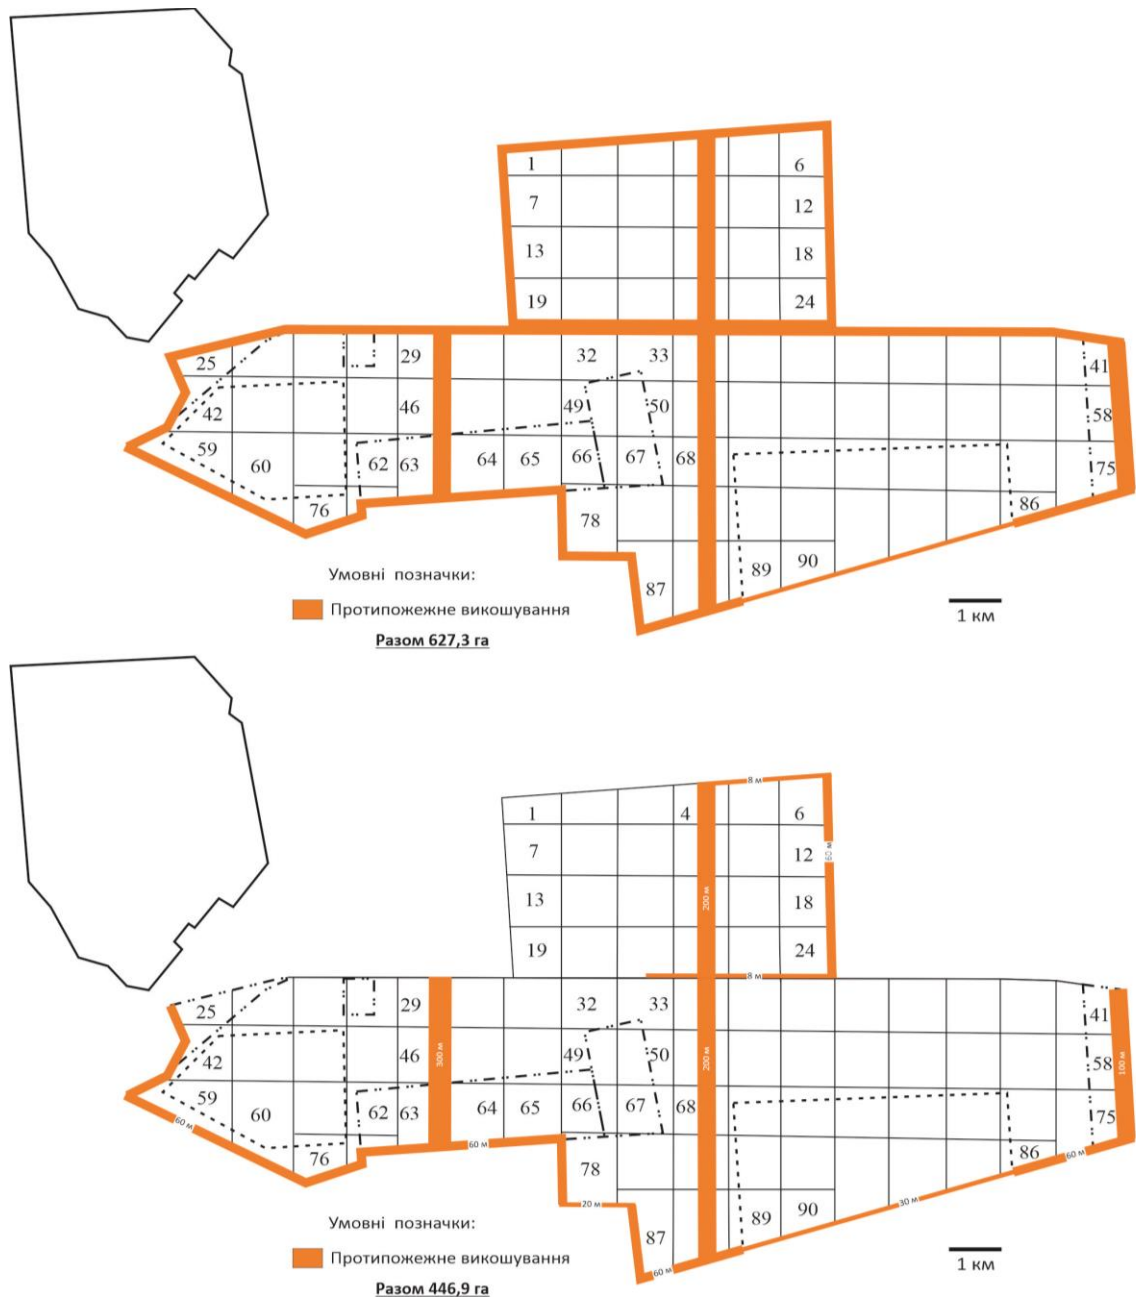 1 6
7 12
13 18
19 24
25 29 32 33 41
42 46 49 50 58
59 60 62 63 64 65 66 67 68 75
76 78 86
87 89 90
Умовні позначки:
Протипожежне викошування
Разом 627,3 га
1 км
8 м
1 4 6
7 12 60 м
13 200 м 18
19 24
8 м
25 29 32 33 41
42 46 300 м 49 50 200 м 58 100 м
59 60 62 63 64 65 66 67 68 75
60 м 60 м 60 м
76 78 86
20 м 30 м
87 89 90
60 м
Умовні позначки:
Протипожежне викошування
Разом 446,9 га
1 км